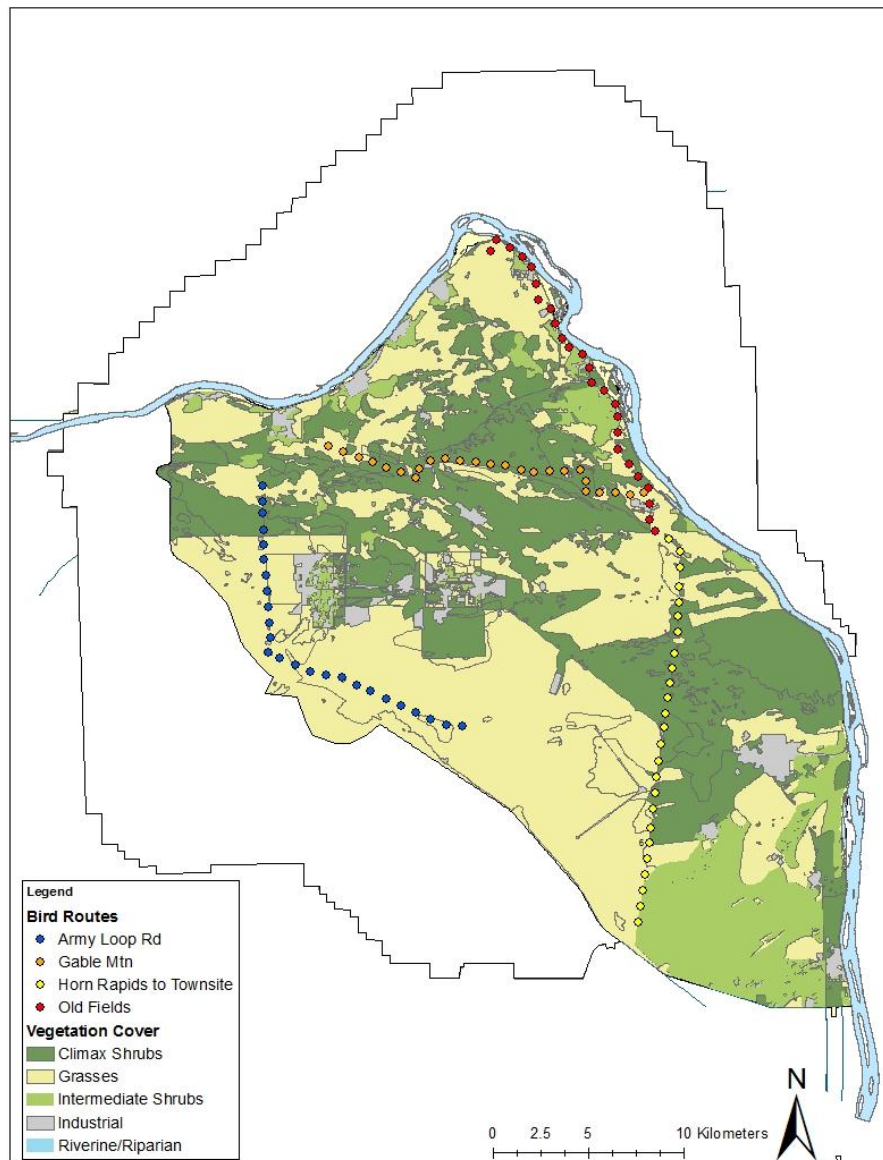 6
Legend
Bird Routes
Army Loop Rd
Gable Mtn
Horn Rapids to Townsite
Old Fields
Vegetation Cover
Climax Shrubs
Grasses
Intermediate Shrubs
Industrial
Riverine/Riparian
N
0 2.5 5 10 Kilometers